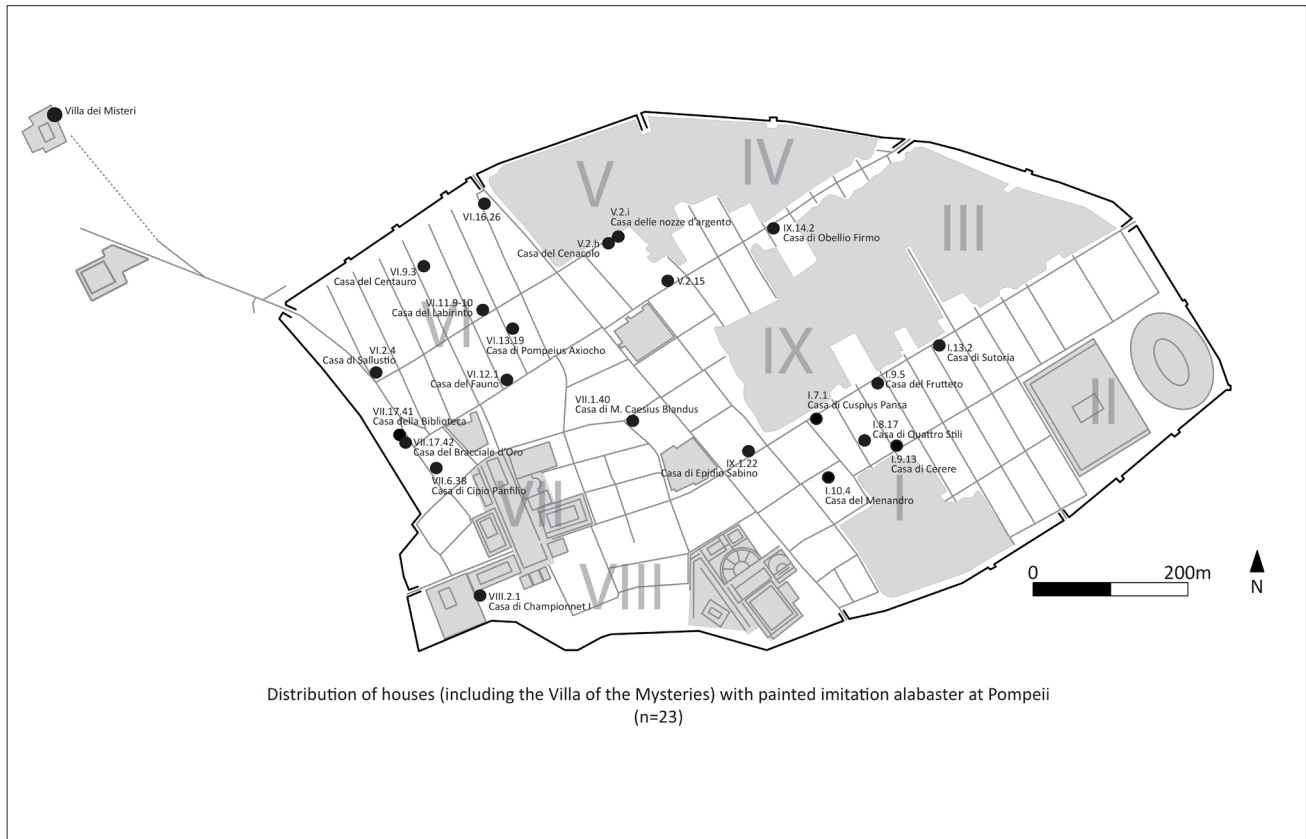 Villa dei Misteri
V
IV
III
VI.16.26
V.2.i
Casa delle nozze d'argento
V.2.h
Casa del Cenacolo
IX.14.2
Casa di Obellio Firmo
VI.9.3
Casa del Centauro
V.2.15
VI.11.9-10
Casa del Labirinto
VI
VI.13.19
Casa di Pompeius Axiocho
VI.2.4
Casa di Sallustio
VI.12.1
Casa del Fauno
IX
I.13.2
Casa di Sutoria
I.9.5
Casa del Frutteto
II
VII.1.40
Casa di M. Caesius Blandus
I.7.1
Casa di Cuspius Pansa
VII.17.41
Casa della Biblioteca
VII.17.42
Casa del Bracciale d'Oro
I.8.17
Casa di Quattro Stili
IX.1.22
Casa di Epidio Sabino
I.9.13
Casa di Cerere
VII.6.38
Casa di Cipio Panfilio
VII
I.10.4
Casa del Menandro
I
VIII
VIII.2.1
Casa di Championnet I
0 200m
N
Distribution of houses (including the Villa of the Mysteries) with painted imitation alabaster at Pompeii
(n=23)